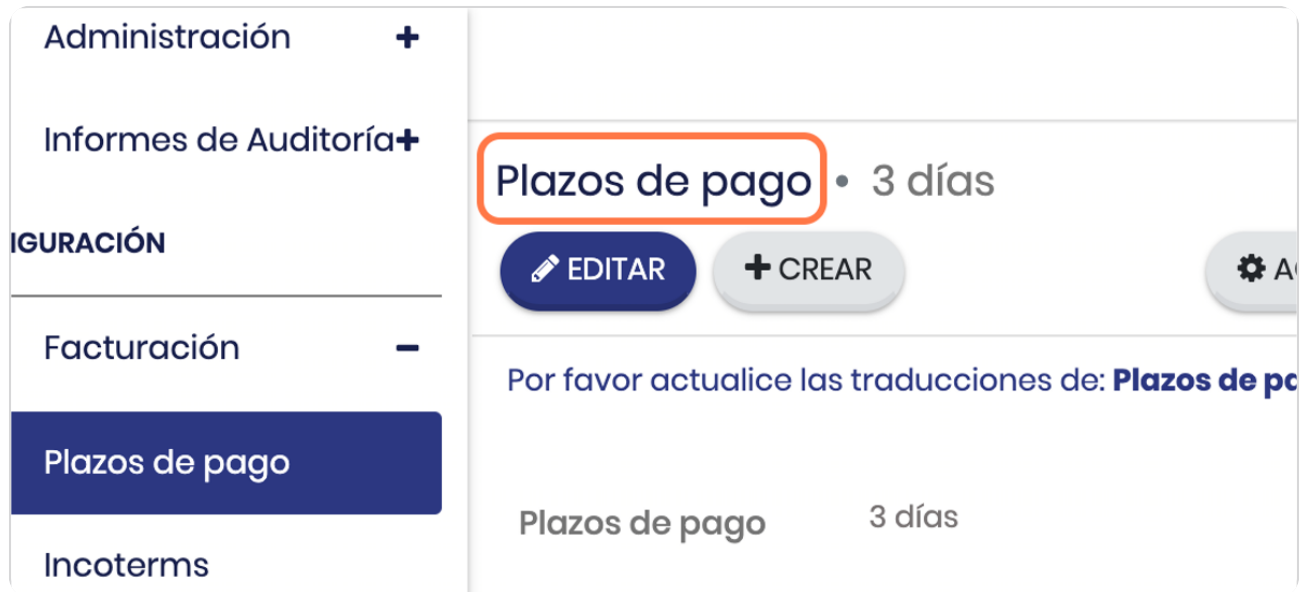 Administración
Informes de Auditoría
IGURACIÓN
Facturación
Plazos de pago
Incoterms
Plazos de pago • 3 días
EDITAR
CREAR
Por favor actualice las traducciones de: Plazos de
Plazos de pago 3 días